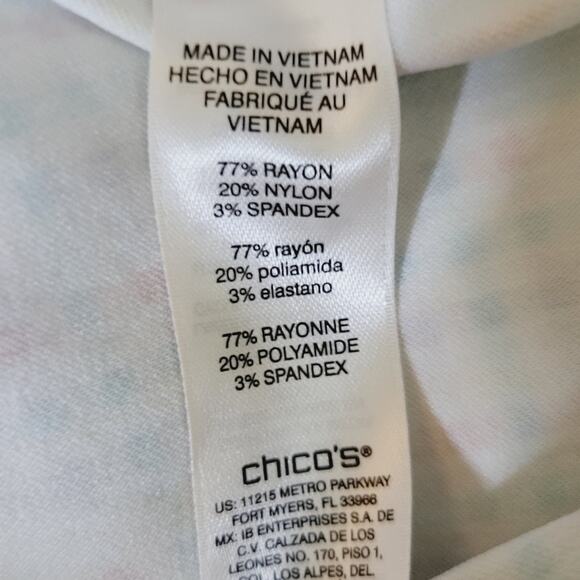 MADE IN VIETNAM
HECHO EN VIETNAM
FABRIQUÉ AU
VIETNAM
77% RAYON
20% NYLON
3% SPANDEX
77% rayón
20% poliamida
3% elastano
77% RAYONNE
20% POLYAMIDE
3% SPANDEX
chico's®
US: 11215 METRO PARKWAY
FORT MYERS, FL 33966
MX: IB ENTERPRISES S.A. DE
C.V. CALZADA DE LOS
LEONES NO. 170, PISO 1,
COL. LOS ALPES, DEL